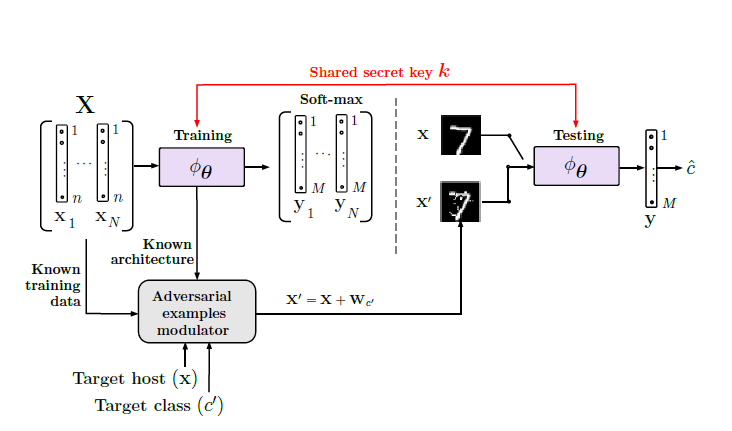 Shared secret key k
X
Soft-max
Training
Testing
1
1
n
n
x1
xN
ϕθ
1
1
M
M
y1
yN
x
x′
ϕθ
1
M
y
ĉ
Known
architecture
Known
training
data
Adversarial
examples
modulator
X′ = X + Wc′
Target host (x)
Target class (c′)